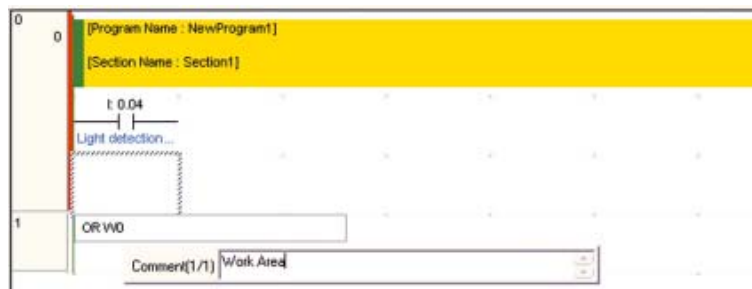 0
0
[Program Name : NewProgram1]
[Section Name : Section1]
I: 0.04
Light detection...
1
OR W0
Comment(1/1) Work Area